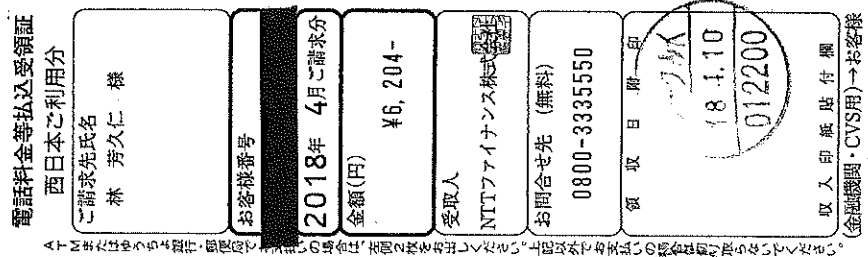 電話料金等払込受領証
西日本ご利用分
ご請求先氏名
林 芳久仁 様
お客様番号
2018年 4月ご請求分
金額(円)
¥6,204-
受取人
NTTファイナンス株式会社
お問合せ先 (無料)
0800-3335550
領収日附印
18.4.10
012200
収入印紙貼付欄
(金融機関・CVS用)→お客様
ATMまたはゆうちょ銀行・郵便局でお支払いの場合は、左側2枚をお出しください。上記以外でお支払いの場合は切り取らないでください。